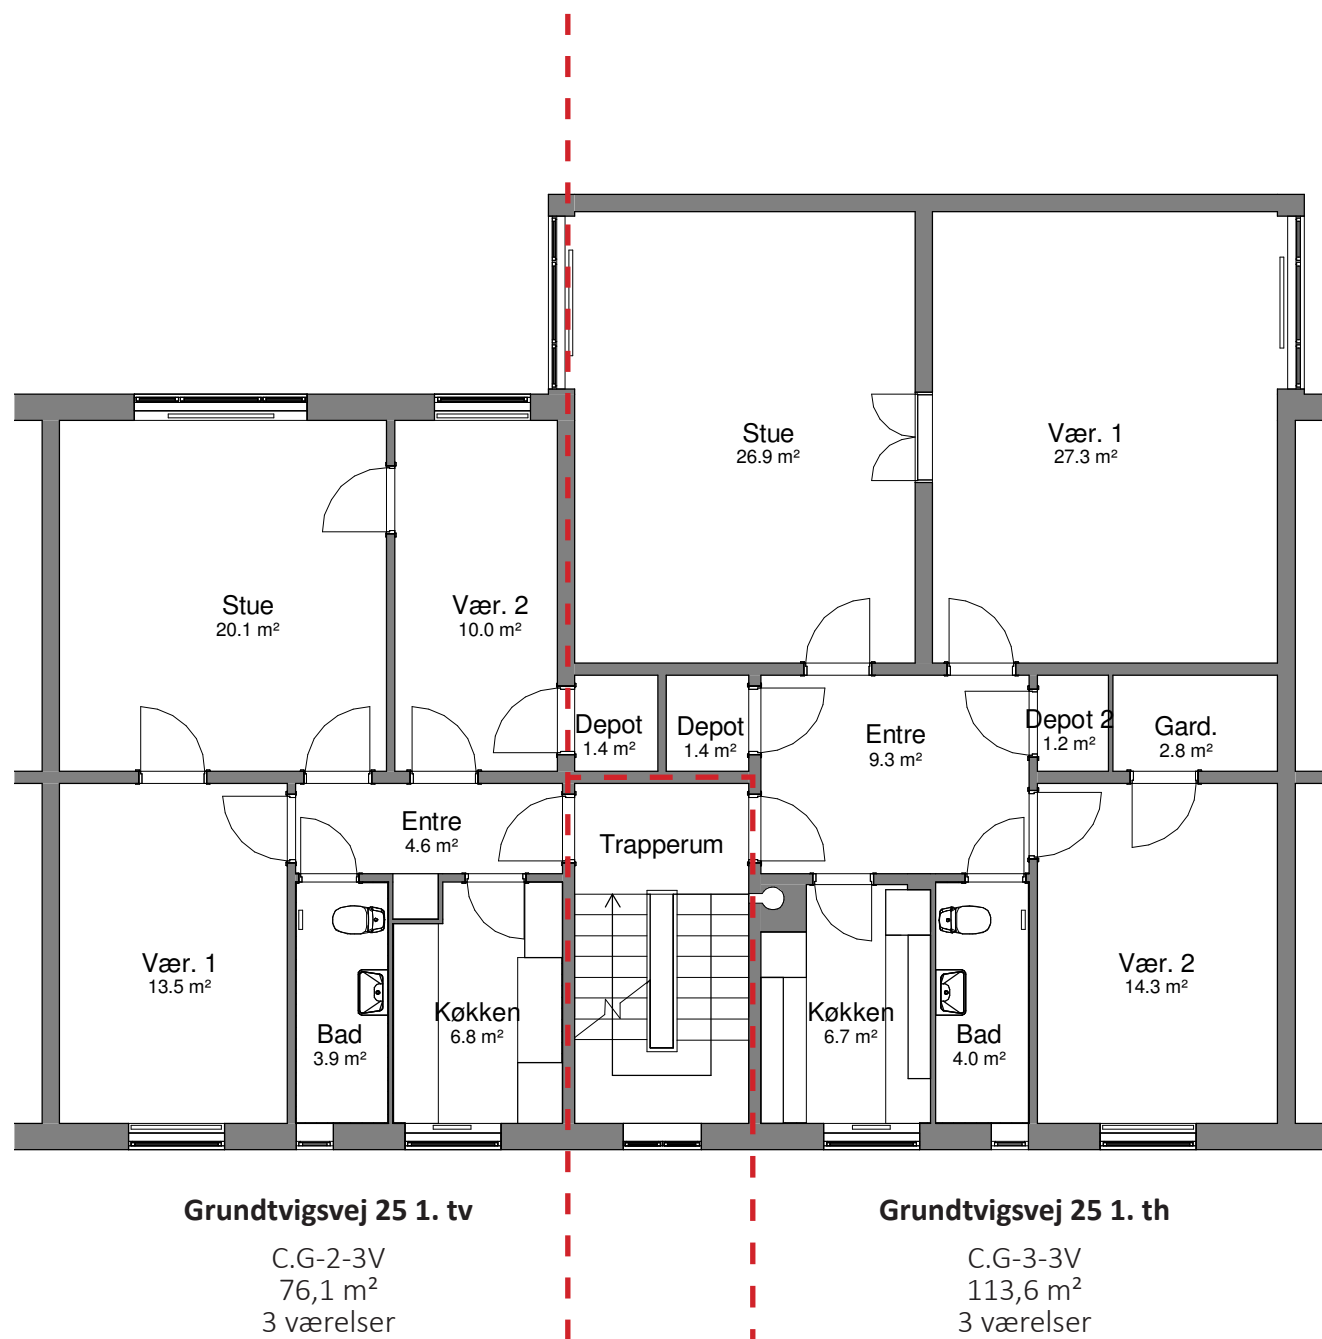 Stue
26.9 m²
Vær. 1
27.3 m²
Stue
20.1 m²
Vær. 2
10.0 m²
Depot
1.4 m²
Depot
1.4 m²
Entre
9.3 m²
Depot 2
1.2 m²
Gard.
2.8 m²
Entre
4.6 m²
Trapperum
Vær. 1
13.5 m²
Bad
3.9 m²
Køkken
6.8 m²
Køkken
6.7 m²
Bad
4.0 m²
Vær. 2
14.3 m²
Grundtvigsvej 25 1. tv
C.G-2-3V
76,1 m²
3 værelser
Grundtvigsvej 25 1. th
C.G-3-3V
113,6 m²
3 værelser